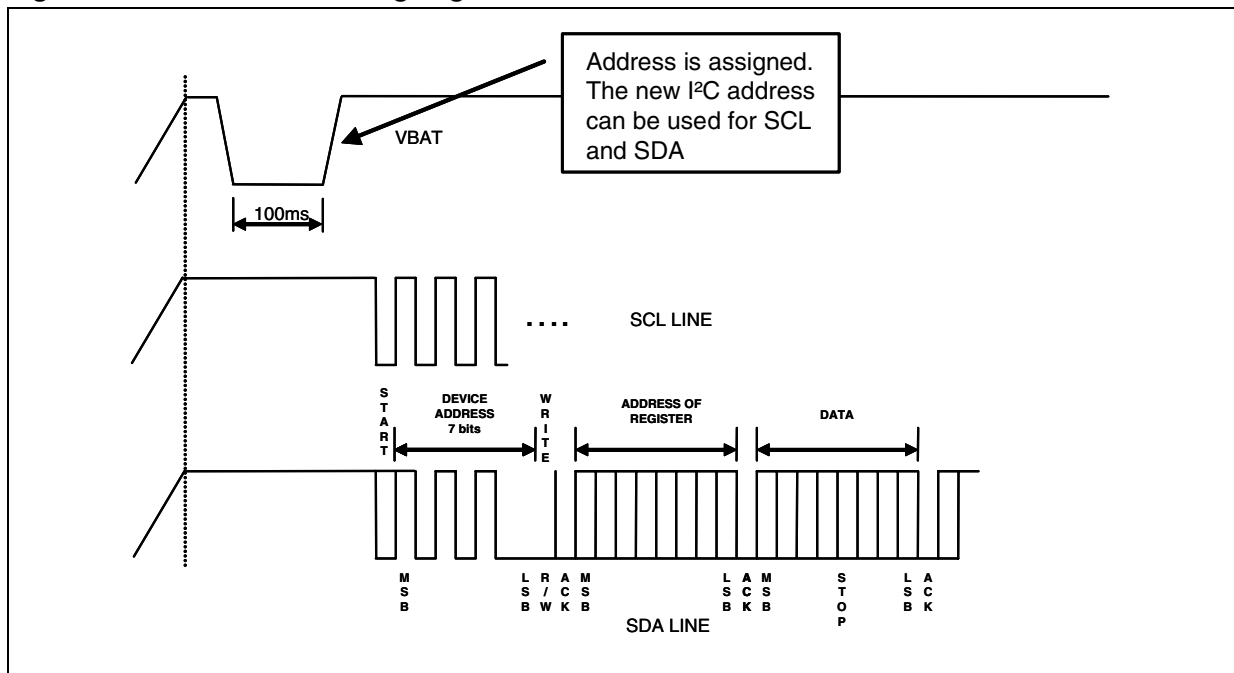 Address is assigned.
The new I²C address
can be used for SCL
and SDA
VBAT
100ms
....
SCL LINE
START
DEVICE
ADDRESS
7 bits
WRITE
ADDRESS OF
REGISTER
DATA
MSB
LSB
R/W
ACK
MSB
LSB
ACK
MSB
STOP
LSB
ACK
SDA LINE